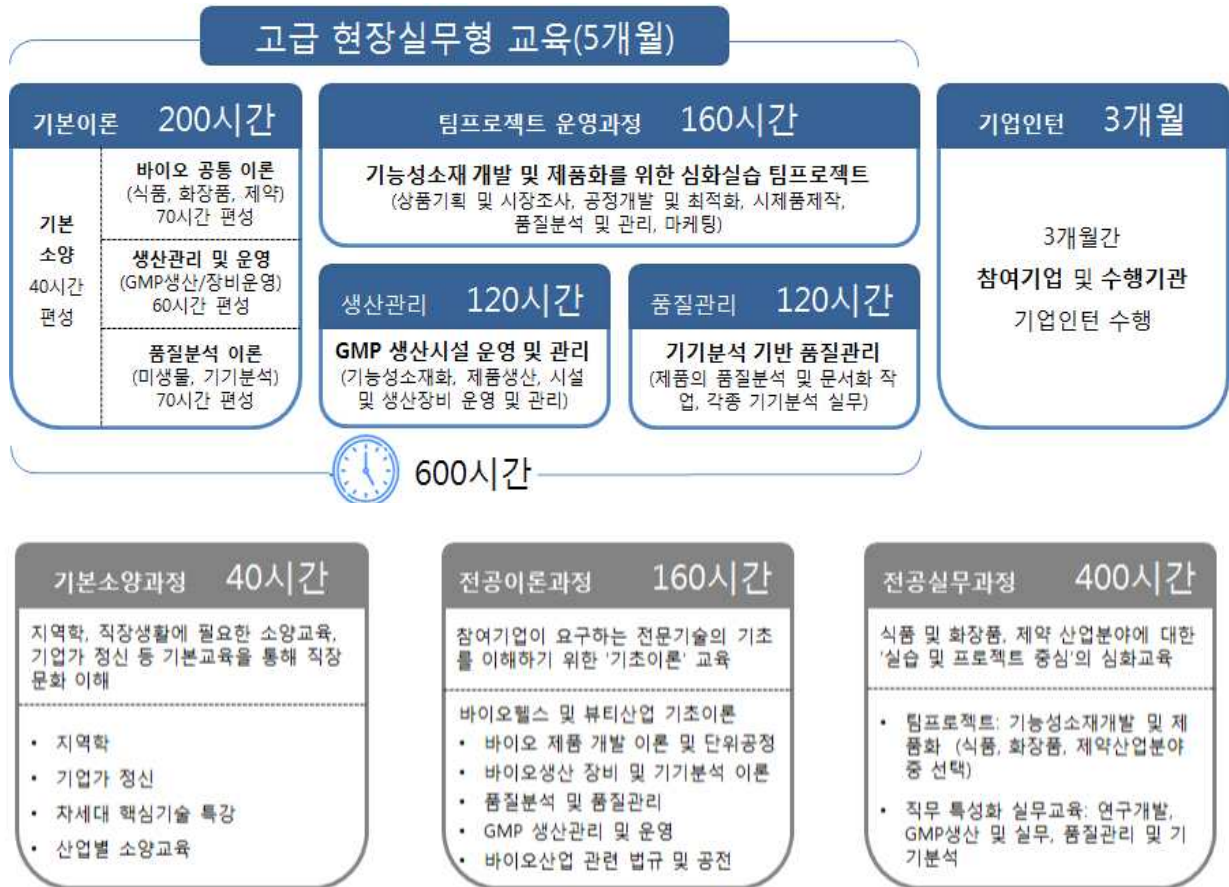 고급 현장실무형 교육(5개월)
기본이론 200시간
기본
소양
40시간
편성
바이오 공통 이론
(식품, 화장품, 제약)
70시간 편성
생산관리 및 운영
(GMP생산/장비운영)
60시간 편성
품질분석 이론
(미생물, 기기분석)
70시간 편성
팀프로젝트 운영과정 160시간
기능성소재 개발 및 제품화를 위한 심화실습 팀프로젝트
(상품기획 및 시장조사, 공정개발 및 최적화, 시제품제작,
품질분석 및 관리, 마케팅)
생산관리 120시간
GMP 생산시설 운영 및 관리
(기능성소재화, 제품생산, 시설
및 생산장비 운영 및 관리)
품질관리 120시간
기기분석 기반 품질관리
(제품의 품질분석 및 문서화 작
업, 각종 기기분석 실무)
기업인턴 3개월
3개월간
참여기업 및 수행기관
기업인턴 수행
600시간
기본소양과정 40시간
지역학, 직장생활에 필요한 소양교육,
기업가 정신 등 기본교육을 통해 직장
문화 이해
• 지역학
• 기업가 정신
• 차세대 핵심기술 특강
• 산업별 소양교육
전공이론과정 160시간
참여기업이 요구하는 전문기술의 기초
를 이해하기 위한 '기초이론' 교육
바이오헬스 및 뷰티산업 기초이론
• 바이오 제품 개발 이론 및 단위공정
• 바이오생산 장비 및 기기분석 이론
• 품질분석 및 품질관리
• GMP 생산관리 및 운영
• 바이오산업 관련 법규 및 공전
전공실무과정 400시간
식품 및 화장품, 제약 산업분야에 대한
'실습 및 프로젝트 중심'의 심화교육
• 팀프로젝트: 기능성소재개발 및 제
품화 (식품, 화장품, 제약산업분야
중 선택)
• 직무 특성화 실무교육: 연구개발,
GMP생산 및 실무, 품질관리 및 기
기분석